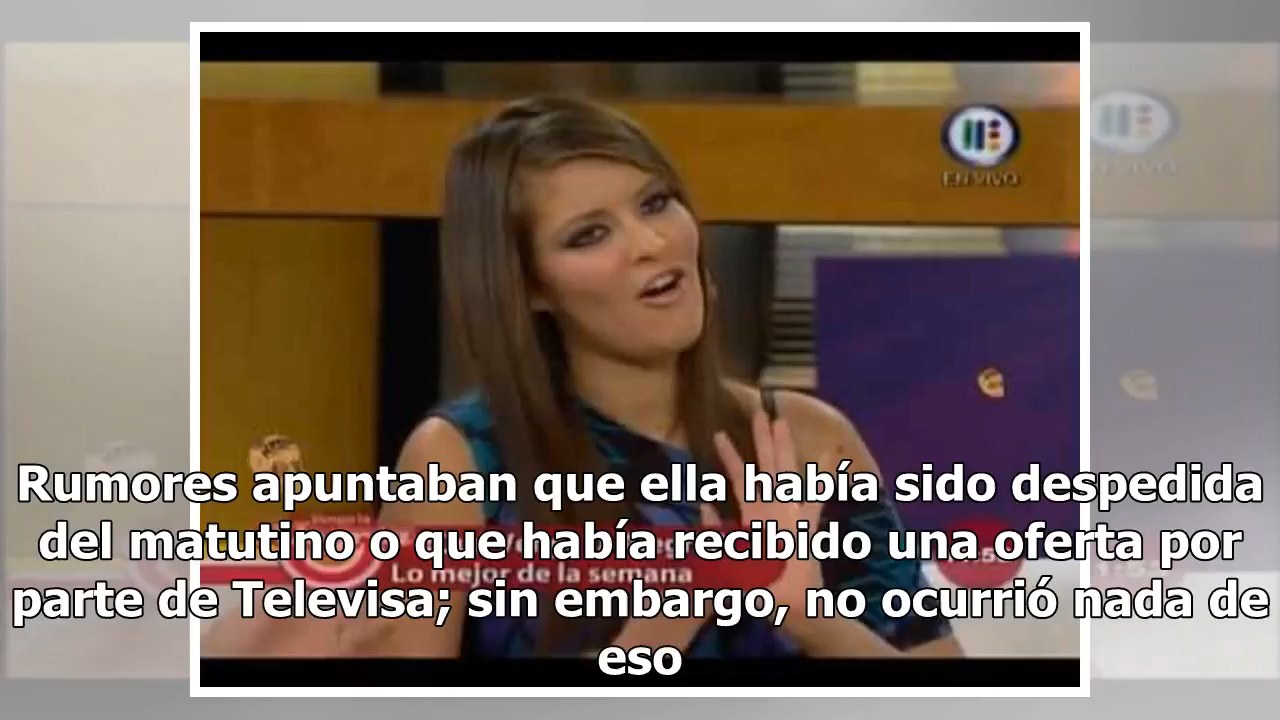 EN VIVO
Rumores apuntaban que ella había sido despedida
del matutino o que había recibido una oferta por
Lo mejor de la semana
parte de Televisa; sin embargo, no ocurrió nada de
eso